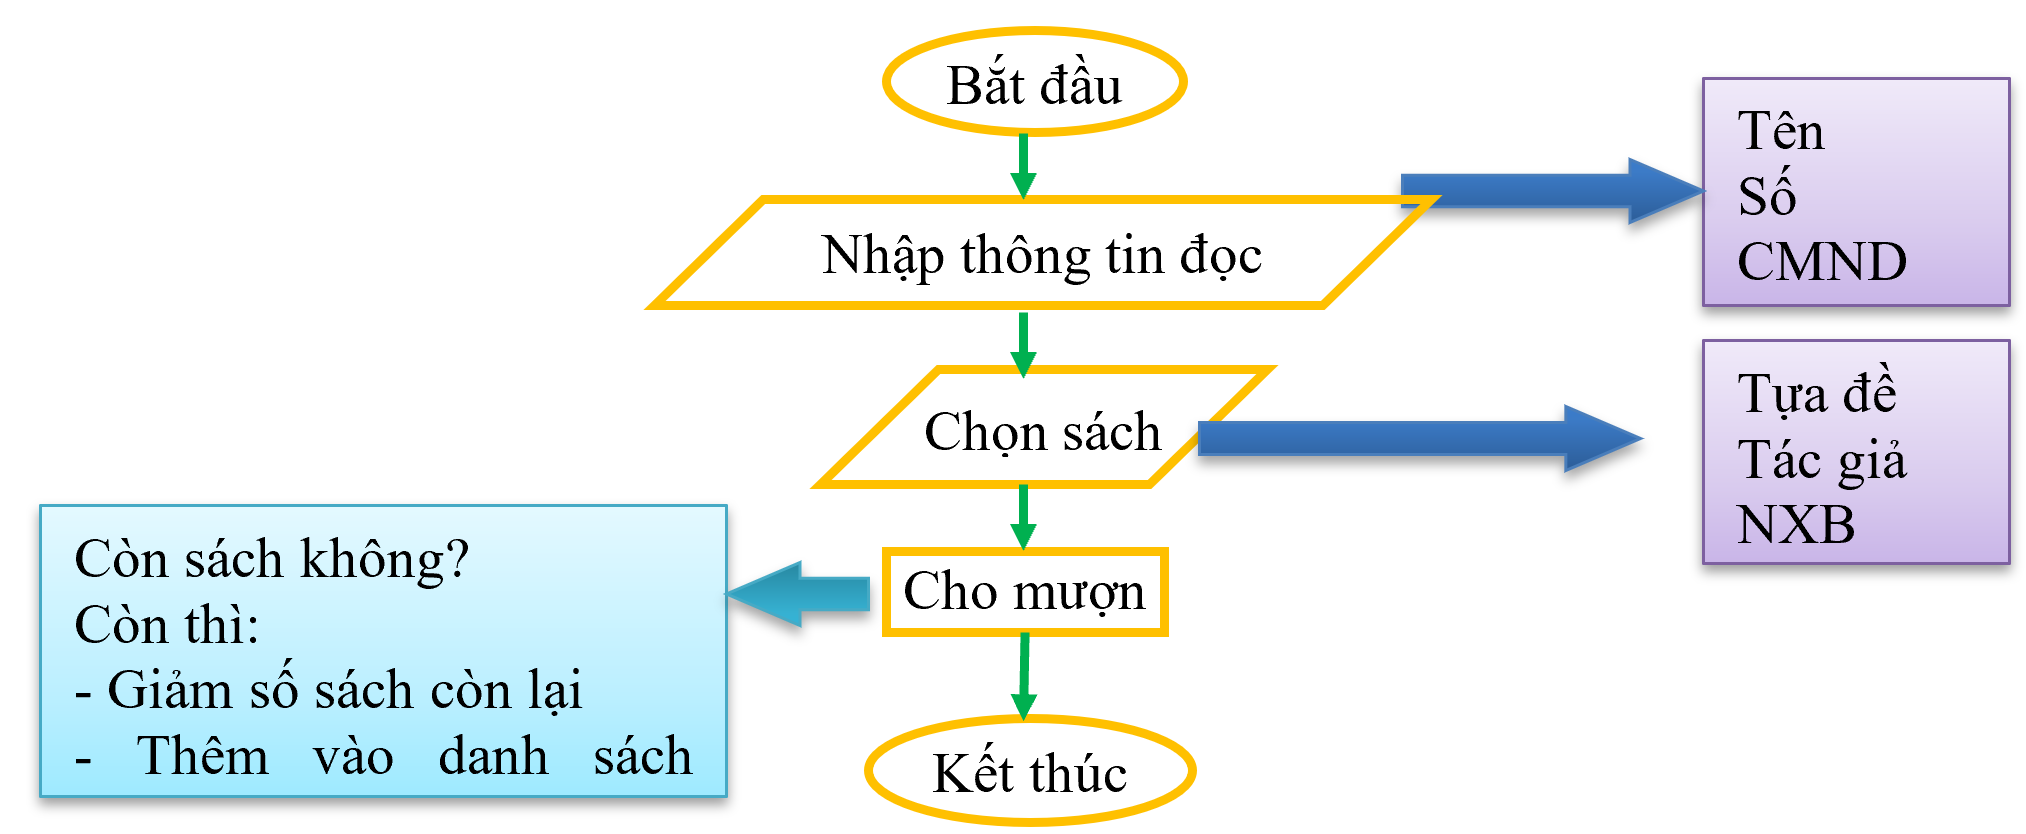 Bắt đầu
Tên
Số
CMND
Nhập thông tin đọc
Chọn sách
Tựa đề
Tác giả
NXB
Cho mượn
Còn sách không?
Còn thì:
- Giảm số sách còn lại
- Thêm vào danh sách
Kết thúc